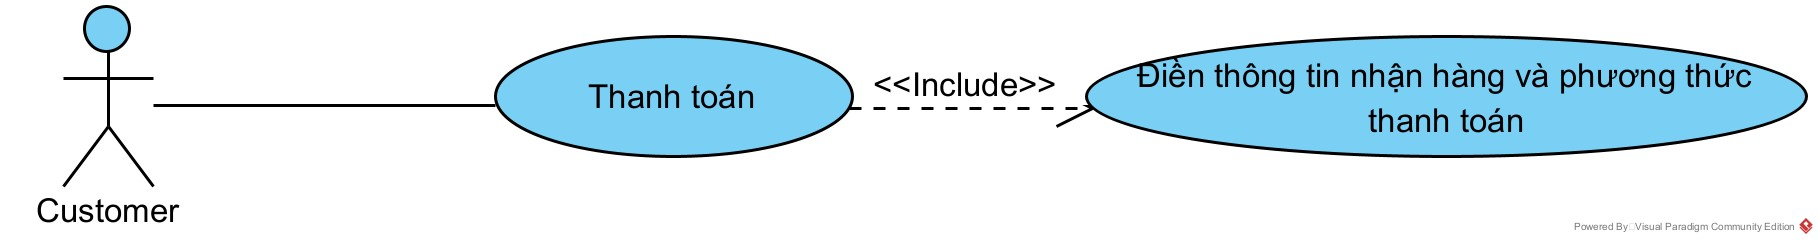 Thanh toán
<<Include>>
Điền thông tin nhận hàng và phương thức
thanh toán
Customer
Powered By Visual Paradigm Community Edition